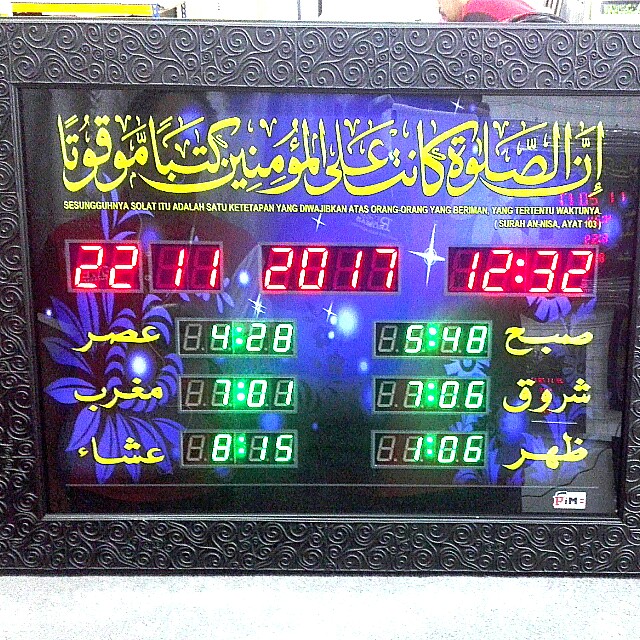 إِنَّ الصَّلَوٰةَ كَانَتْ عَلَى الْمُؤْمِنِينَ كِتَٰبًا مَّوْقُوتًا
SESUNGGUHNYA SOLAT ITU ADALAH SATU KETETAPAN YANG DIWAJIBKAN ATAS ORANG-ORANG YANG BERIMAN, YANG TERTENTU WAKTUNYA.
( SURAH AN-NISA, AYAT 103 )
22 11 2017 12:32
صبح 5:48 عصر 4:28
شروق 7:06 مغرب 7:01
ظهر 1:06 عشاء 8:15
PiM